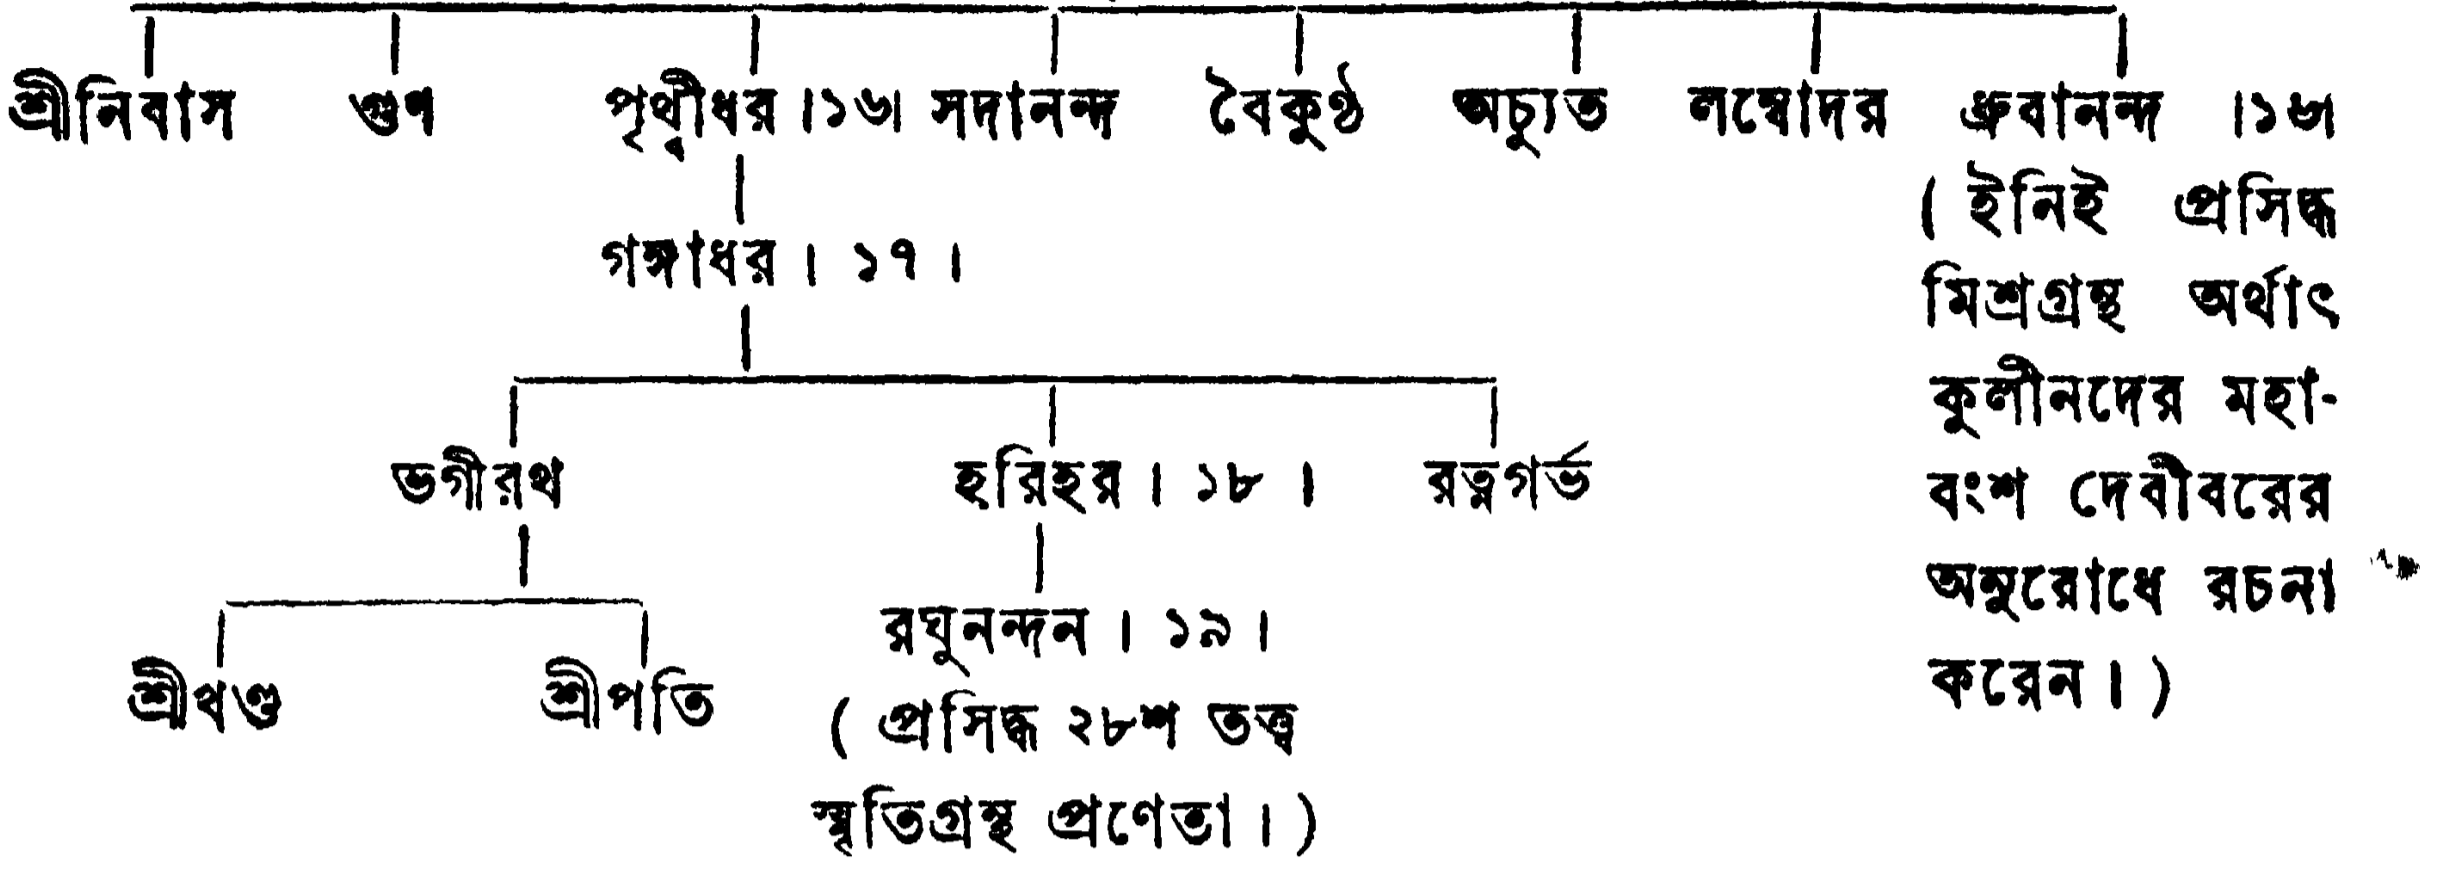 শ্রীনিবাস গুণ পৃথ্বীধর ।১৬। সদানন্দ বৈকুণ্ঠ অচ্যুত লম্বোদর ধ্রুবানন্দ ।১৬।
( ইনিই প্রসিদ্ধ
মিশ্রগ্রন্থ অর্থাৎ
কুলীনদের মহা-
বংশ দেবীবরের
অনুরোধে রচনা
করেন। )
গঙ্গাধর । ১৭ ।
ভগীরথ হরিহর । ১৮ । রত্নগর্ভ
রঘুনন্দন । ১৯ ।
( প্রসিদ্ধ ২৮শ তত্ত্ব
স্মৃতিগ্রন্থ প্রণেতা । )
শ্রীখণ্ড শ্রীপতি